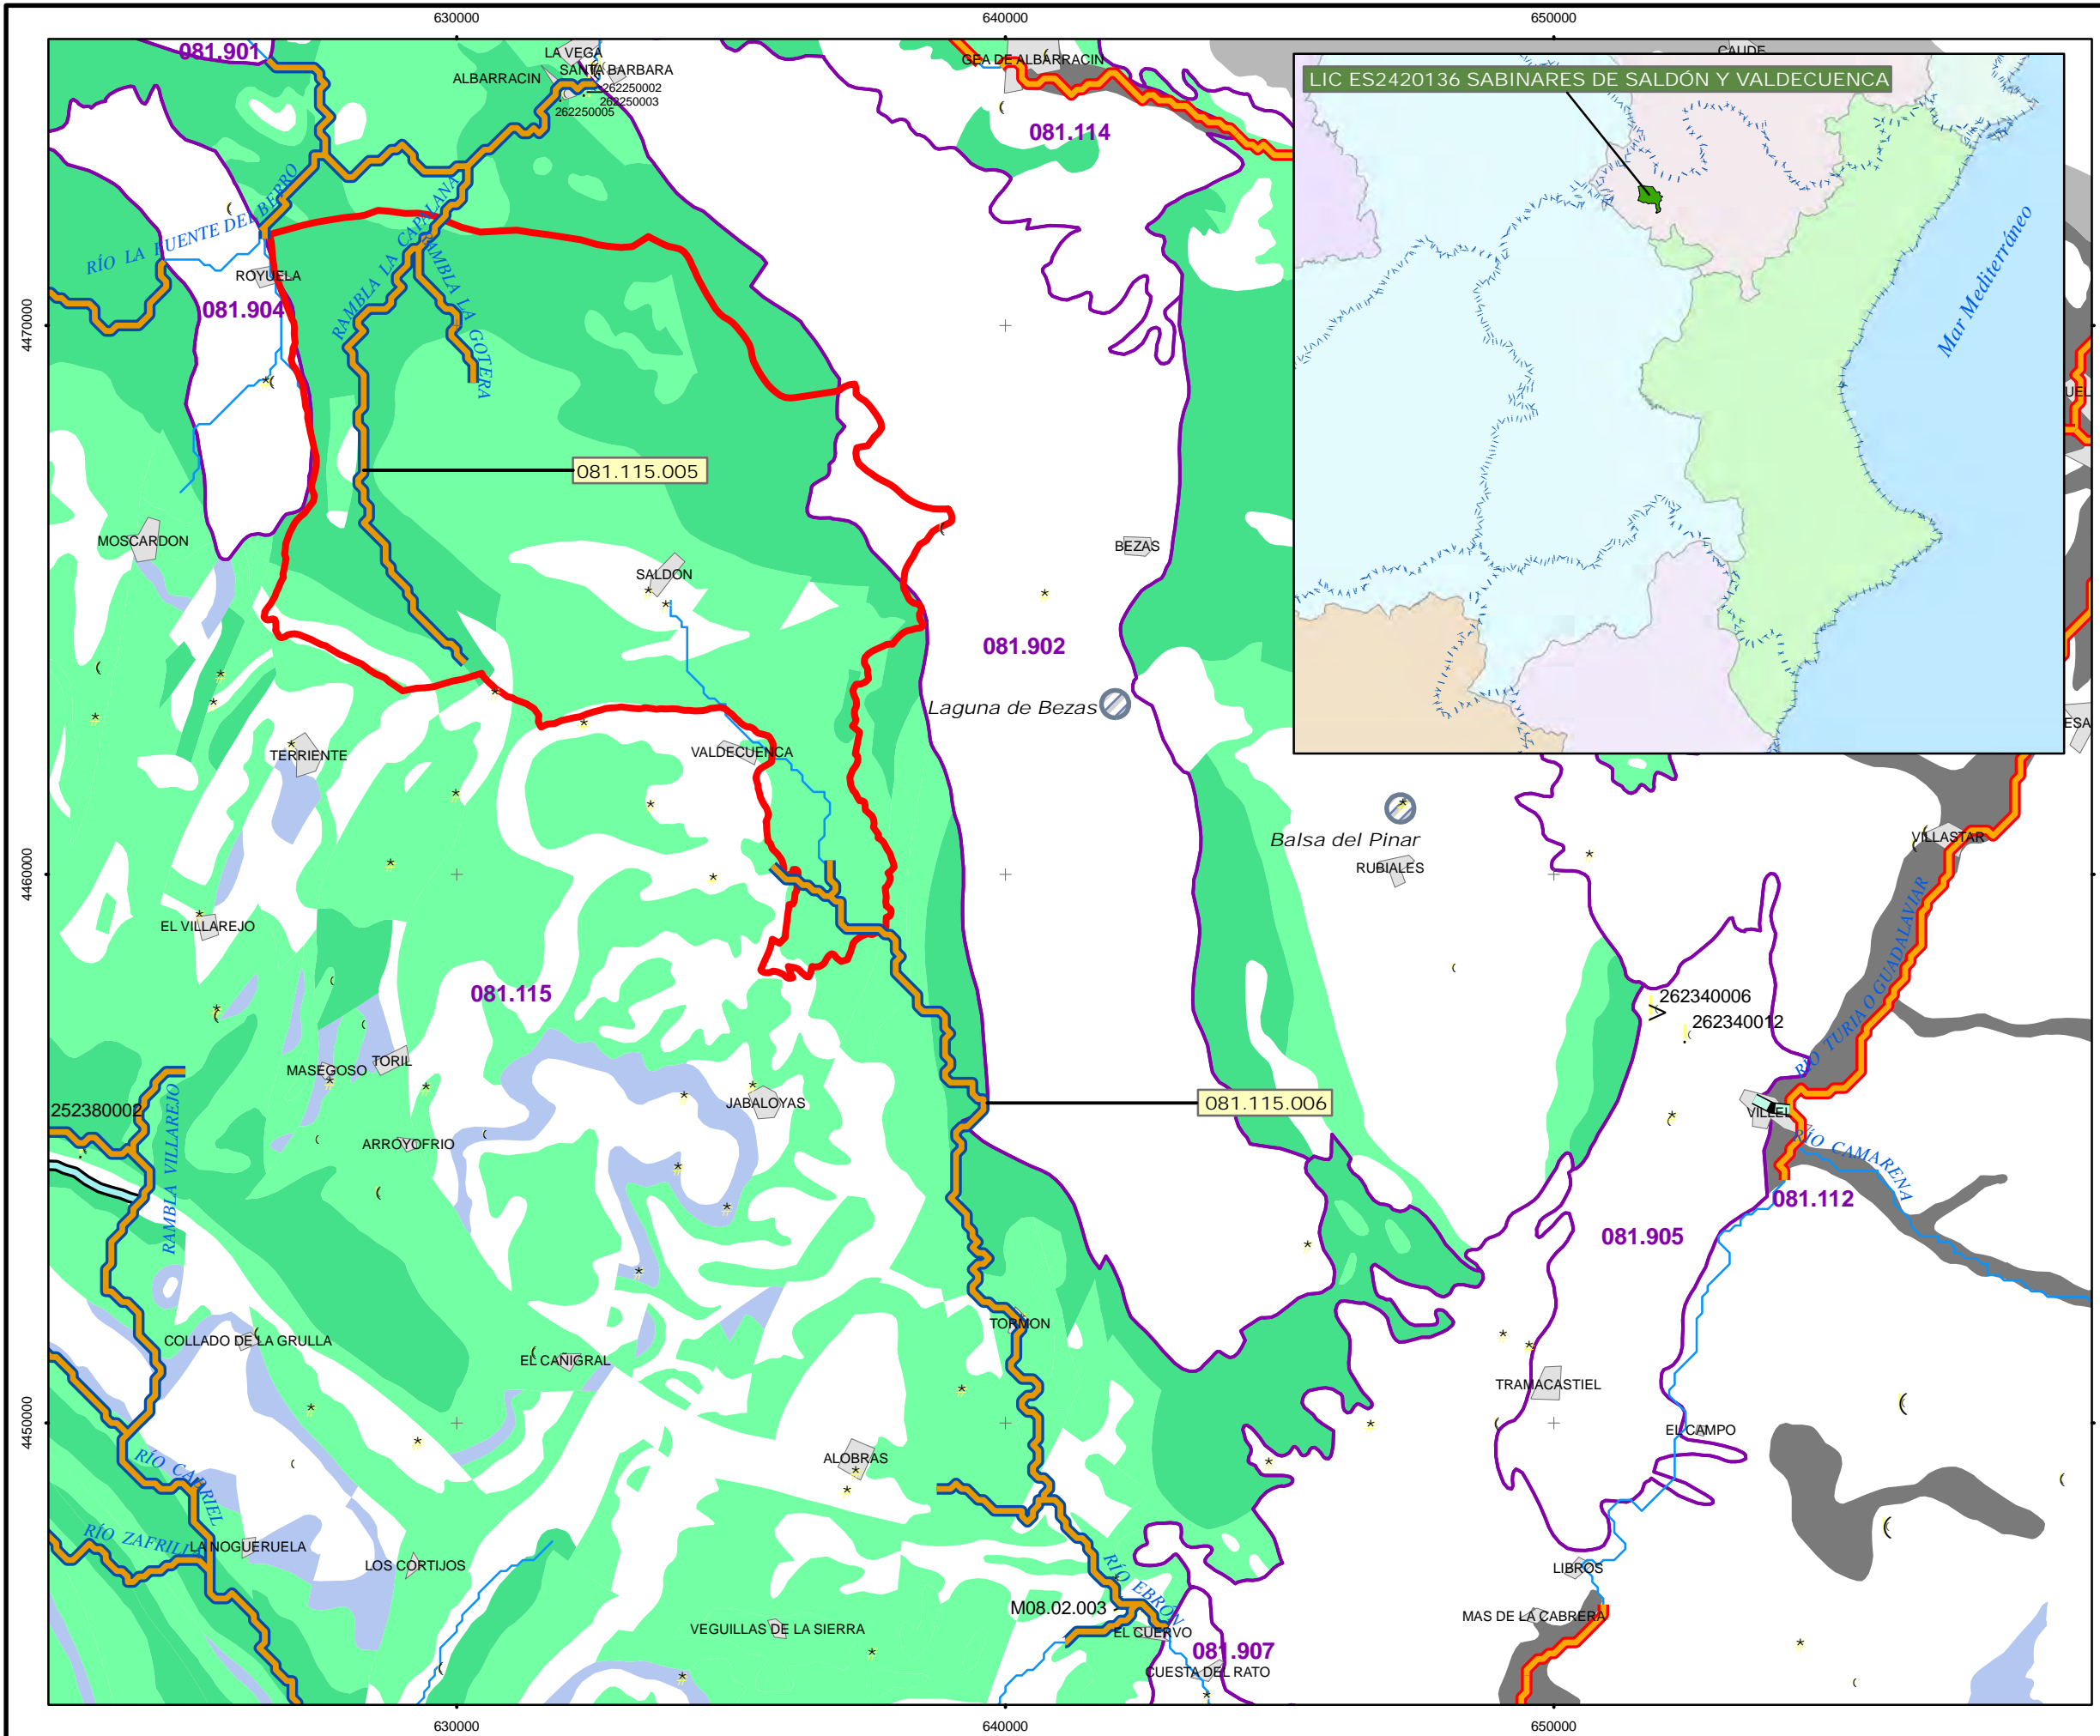 630000
640000
650000
081.901
LA VEGA
ALBARRACIN
SANTA BARBARA
262250002
262250003
262250005
GEA DE ALBARRACIN
081.114
CAUDE
LIC ES2420136 SABINARES DE SALDÓN Y VALDECUENCA
Mar Mediterráneo
RÍO LA FUENTE DEL BERRO
ROYUELA
081.904
RAMBLA LA CAPALANA
RAMBLA LA GOTERA
4470000
081.115.005
MOSCARDON
SALDON
BEZAS
081.902
Laguna de Bezas
TERRIENTE
VALDECUENCA
Balsa del Pinar
RUBIALES
VILLASTAR
4460000
EL VILLAREJO
RÍO TURIA O GUADALAVIAR
081.115
262340006
262340012
TORIL
MASEGOSO
252380002
RAMBLA VILLAREJO
JABALOYAS
081.115.006
VILLEL
ARROYOFRIO
RÍO CAMARENA
081.112
081.905
COLLADO DE LA GRULLA
EL CAÑIGRAL
TORMON
TRAMACASTIEL
4450000
EL CAMPO
ALOBRAS
RÍO CABRIEL
RÍO ZAFRILLA
LA NOGUERUELA
LOS CORTIJOS
LIBROS
RÍO EBRÓN
M08.02.003
MAS DE LA CABRERA
VEGUILLAS DE LA SIERRA
EL CUERVO
081.907
CUESTA DEL RATO
630000
640000
650000